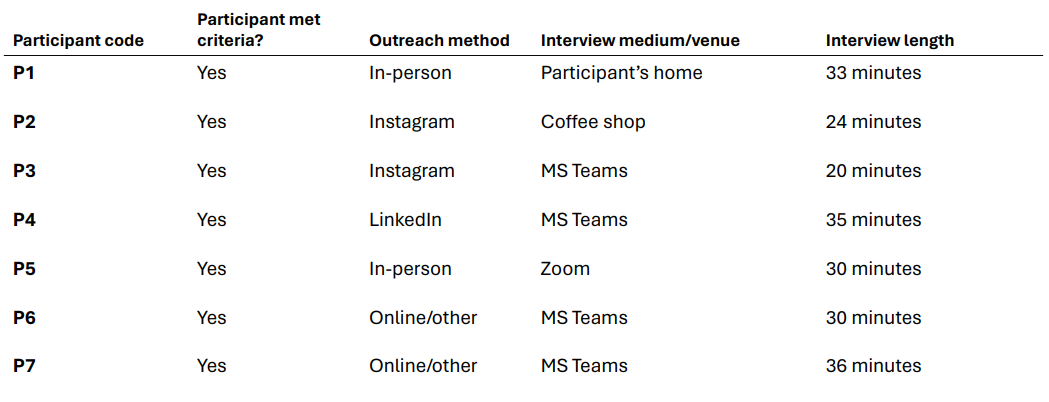 Participant code Participant met criteria? Outreach method Interview medium/venue Interview length
P1 Yes In-person Participant’s home 33 minutes
P2 Yes Instagram Coffee shop 24 minutes
P3 Yes Instagram MS Teams 20 minutes
P4 Yes LinkedIn MS Teams 35 minutes
P5 Yes In-person Zoom 30 minutes
P6 Yes Online/other MS Teams 30 minutes
P7 Yes Online/other MS Teams 36 minutes